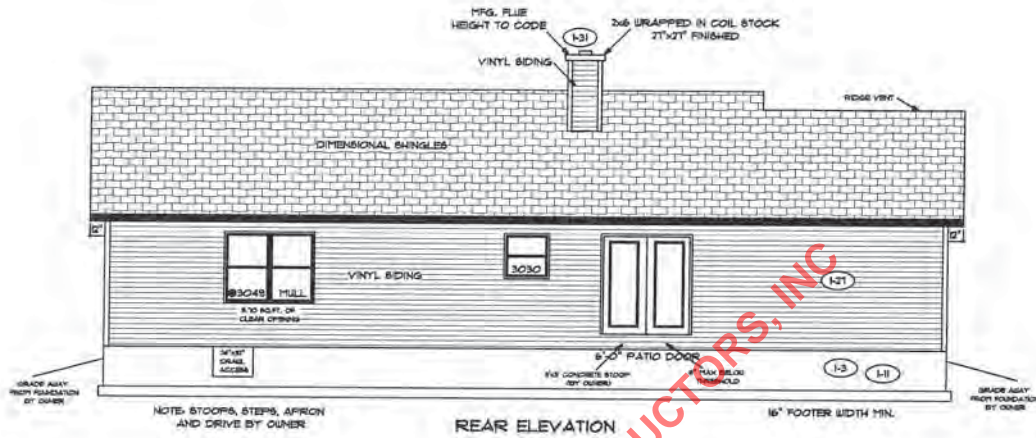 MFG. FLUE
HEIGHT TO CODE
1-31
2x6 WRAPPED IN COIL STOCK
27"x27" FINISHED
VINYL SIDING
RIDGE VENT
DIMENSIONAL SHINGLES
12"
12"
3030
VINYL SIDING
MULL
1-27
5.70 SQ.FT. OF
CLEAR OPENING
6'-0" PATIO DOOR
CRAWL
ACCESS
CONCRETE STOOP
(BY OWNER)
MAX BELOW
THRESHOLD
1-3
1-11
GRADE AWAY
FROM FOUNDATION
BY OWNER
GRADE AWAY
FROM FOUNDATION
BY OWNER
NOTE: STOOPS, STEPS, APRON
AND DRIVE BY OWNER
REAR ELEVATION
16" FOOTER WIDTH MIN.
UCTORS, INC